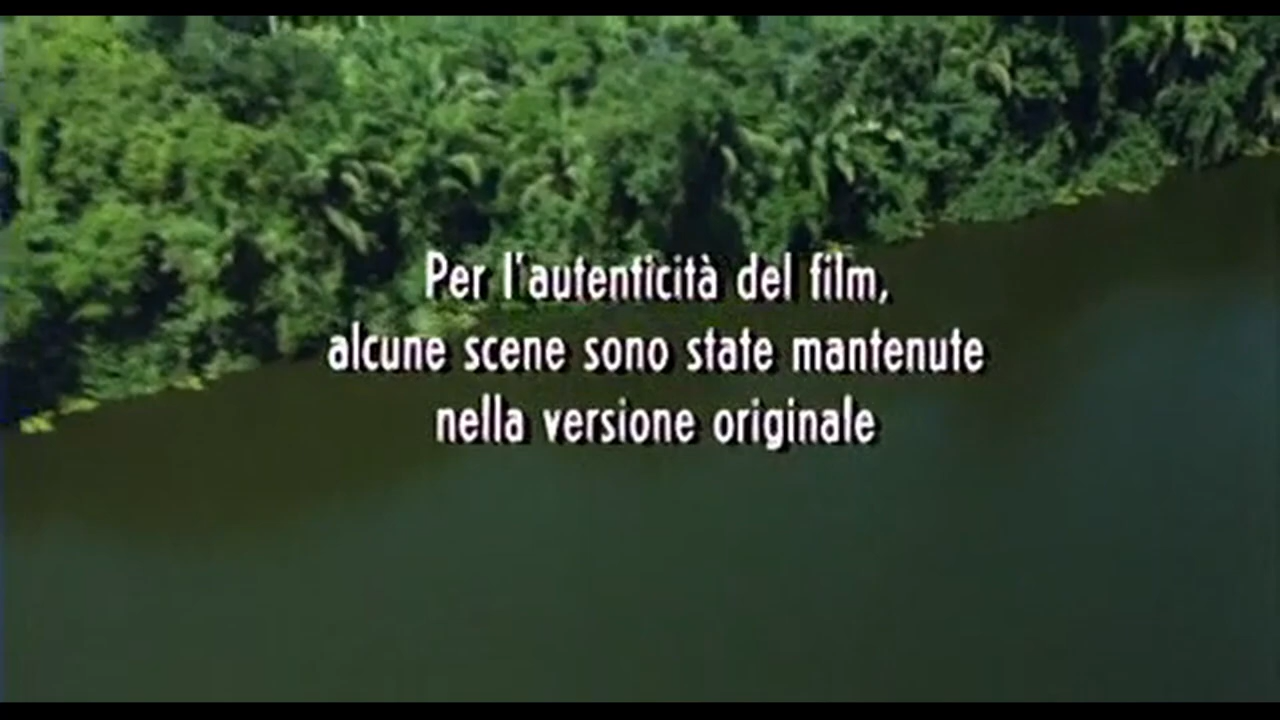 Per l'autenticità del film,
alcune scene sono state mantenute
nella versione originale